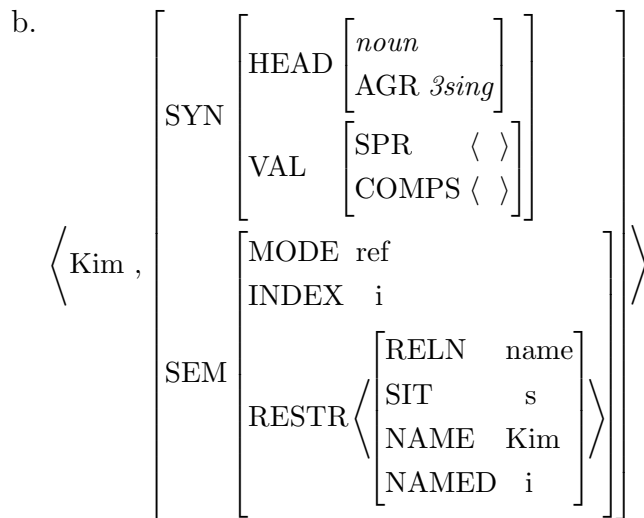 b.
⟨Kim , [SYN [HEAD [noun
AGR 3sing]
VAL [SPR ⟨ ⟩
COMPS ⟨ ⟩]]
SEM [MODE ref
INDEX i
RESTR ⟨[RELN name
SIT s
NAME Kim
NAMED i]⟩]]⟩